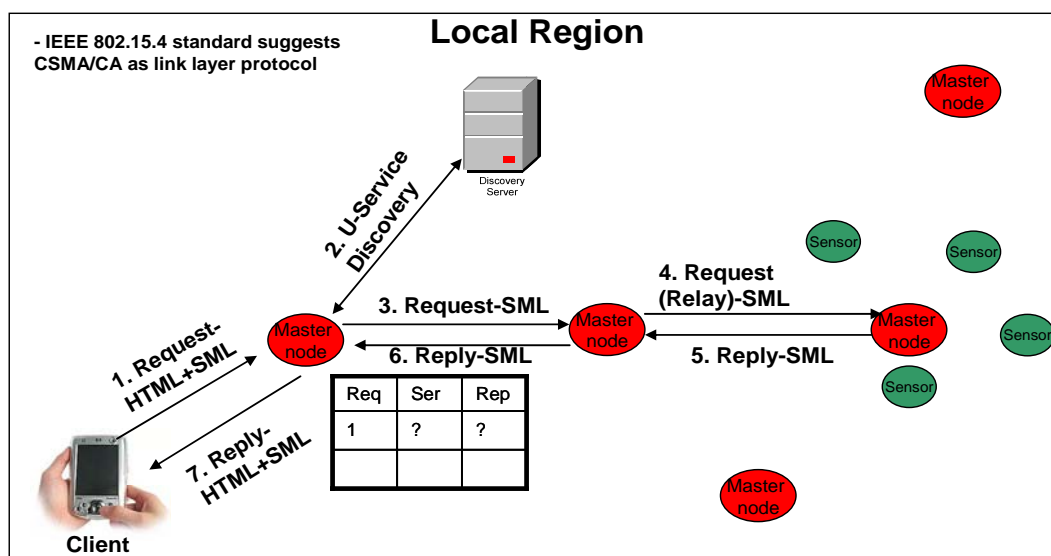 Local Region
- IEEE 802.15.4 standard suggests
CSMA/CA as link layer protocol
Master
node
Discovery
Server
2. U-Service
Discovery
Sensor
Sensor
4. Request
(Relay)-SML
3. Request-SML
Master
node
Master
node
Master
node
Sensor
6. Reply-SML
5. Reply-SML
1. Request-
HTML+SML
Sensor
Req Ser Rep
1 ? ?
7. Reply-
HTML+SML
Master
node
Client